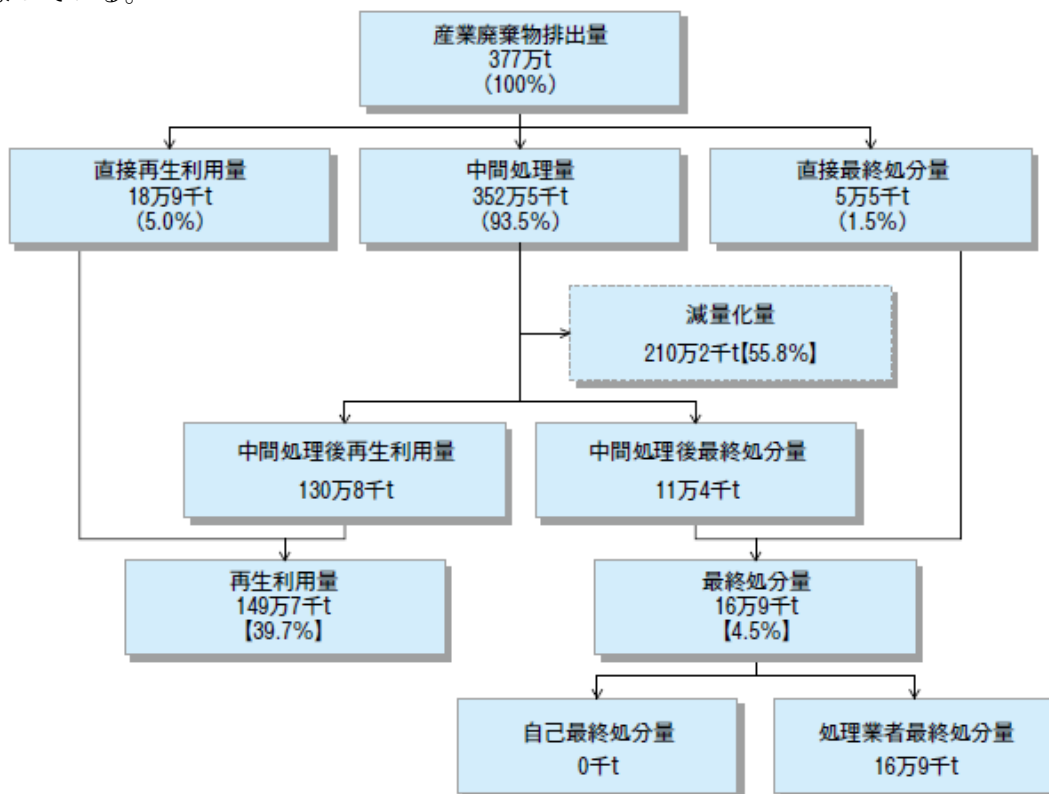 産業廃棄物排出量
377万t
(100%)
直接再生利用量
18万9千t
(5.0%)
中間処理量
352万5千t
(93.5%)
直接最終処分量
5万5千t
(1.5%)
減量化量
210万2千t【55.8%】
中間処理後再生利用量
130万8千t
中間処理後最終処分量
11万4千t
再生利用量
149万7千t
【39.7%】
最終処分量
16万9千t
【4.5%】
自己最終処分量
0千t
処理業者最終処分量
16万9千t